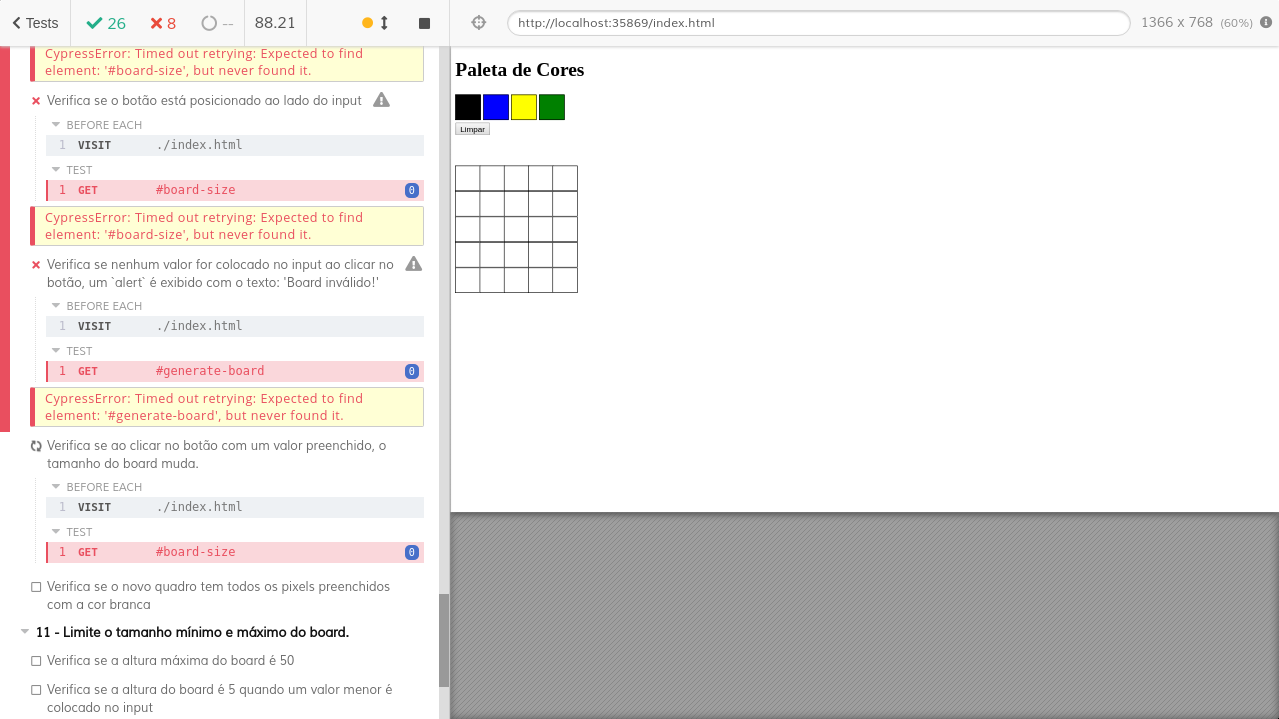 Tests 26 8 -- 88.21 http://localhost:35869/index.html 1366 x 768 (60%)
CypressError: Timed out retrying: Expected to find
element: '#board-size', but never found it.
Verifica se o botão está posicionado ao lado do input
BEFORE EACH
1 VISIT ./index.html
TEST
1 GET #board-size 0
CypressError: Timed out retrying: Expected to find
element: '#board-size', but never found it.
Verifica se nenhum valor for colocado no input ao clicar no
botão, um `alert` é exibido com o texto: 'Board inválido!'
BEFORE EACH
1 VISIT ./index.html
TEST
1 GET #generate-board 0
CypressError: Timed out retrying: Expected to find
element: '#generate-board', but never found it.
Verifica se ao clicar no botão com um valor preenchido, o
tamanho do board muda.
BEFORE EACH
1 VISIT ./index.html
TEST
1 GET #board-size 0
Verifica se o novo quadro tem todos os pixels preenchidos
com a cor branca
11 - Limite o tamanho mínimo e máximo do board.
Verifica se a altura máxima do board é 50
Verifica se a altura do board é 5 quando um valor menor é
colocado no input
Paleta de Cores
Limpar